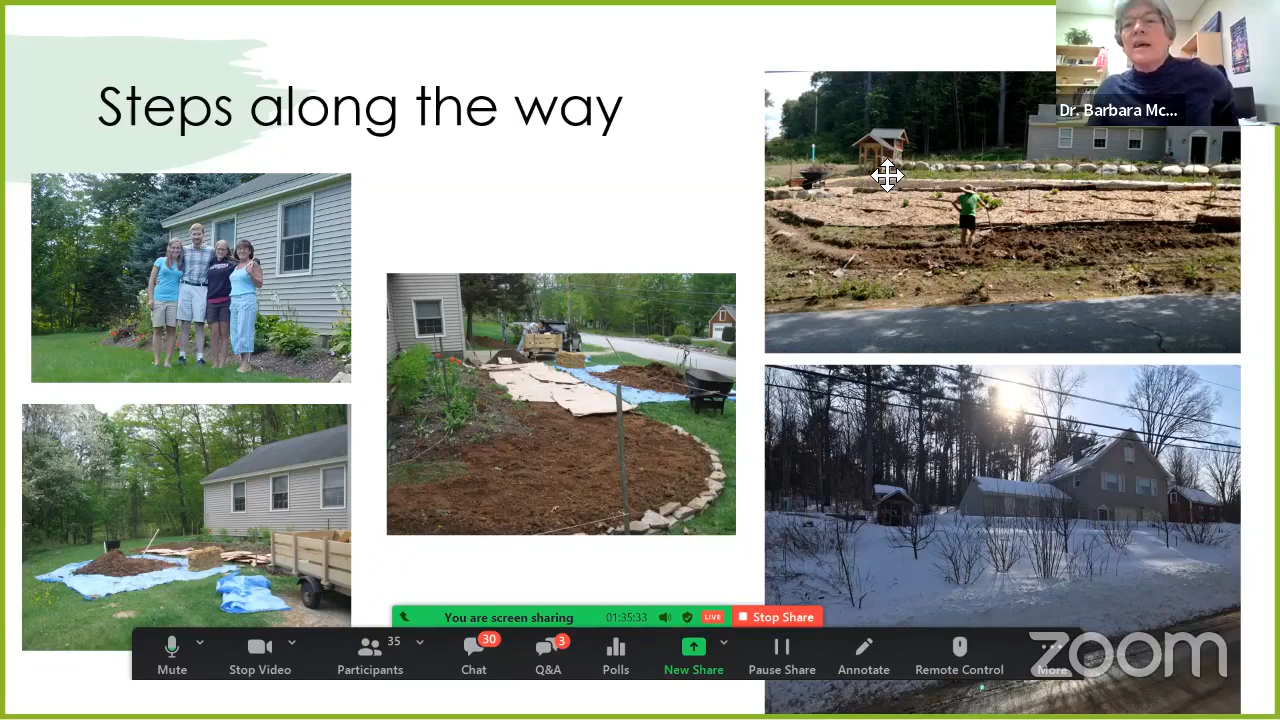 Steps along the way
Dr. Barbara Mc...
You are screen sharing
01:35:33
LIVE
Stop Share
Mute
Stop Video
35
Participants
30
Chat
3
Q&A
Polls
New Share
Pause Share
Annotate
Remote Control
More
zoom